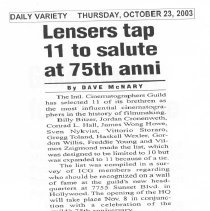 DAILY VARIETY THURSDAY, OCTOBER 23, 2003
Lensers tap
11 to salute
at 75th anni
By DAVE McNARY
The Intl. Cinematographers Guild
has selected 11 of its brethren as
the most influential cinematogra-
phers in the history of filmmaking.
Billy Bitzer, Jordan Cronenweth,
Conrad L. Hall, James Wong Howe,
Sven Nykvist, Vittorio Storaro,
Gregg Toland, Haskell Wexler, Gor-
don Willis, Freddie Young and Vil-
mos Zsigmond made the list, which
was designed to be limited to 10 but
was expanded to 11 because of a tie.
The list was compiled in a sur-
vey of ICG members regarding
who should be recognized on a wall
of fame at the guild's new head-
quarters at 7755 Sunset Blvd. in
Hollywood. The opening of the HQ
will take place Nov. 8 in conjunc-
tion with a celebration of the
75th anniversary